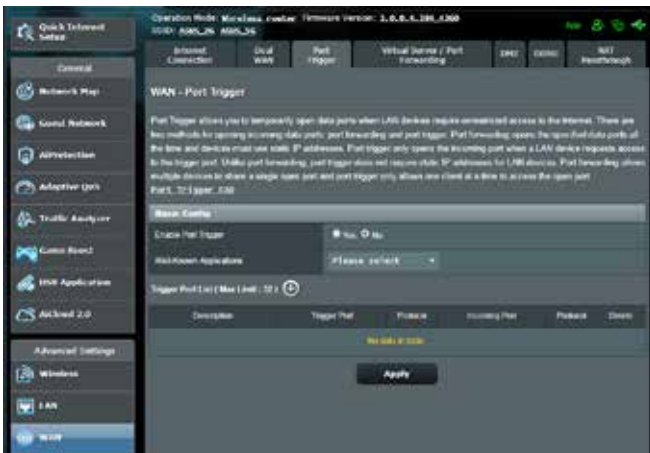 Quick Internet Setup
Operation Mode: Wireless router Firmware Version: 3.0.0.4.384_4260
SSID:
App
Internet Connection
Dual WAN
Port Trigger
Virtual Server / Port Forwarding
DMZ
DDNS
NAT Passthrough
General
Network Map
Guest Network
AiProtection
Adaptive QoS
Traffic Analyzer
Game Boost
USB Application
AiCloud 2.0
Advanced Settings
Wireless
LAN
WAN
WAN - Port Trigger
Port Trigger allows you to temporarily open data ports when LAN devices require unrestricted access to the Internet. There are
two methods for opening incoming data ports: port forwarding and port trigger. Port forwarding opens the specified data ports all
the time and devices must use static IP addresses. Port trigger only opens the incoming port when a LAN device requests access
to the trigger port. Unlike port forwarding, port trigger does not require static IP addresses for LAN devices. Port forwarding allows
multiple devices to share a single open port and port trigger only allows one client at a time to access the open port.
Port Trigger FAQ
Basic Config
Enable Port Trigger
Yes No
Well-Known Applications
Please select
Trigger Port List ( Max Limit : 32 )
Description Trigger Port Protocol Incoming Port Protocol Delete
No data in table.
Apply